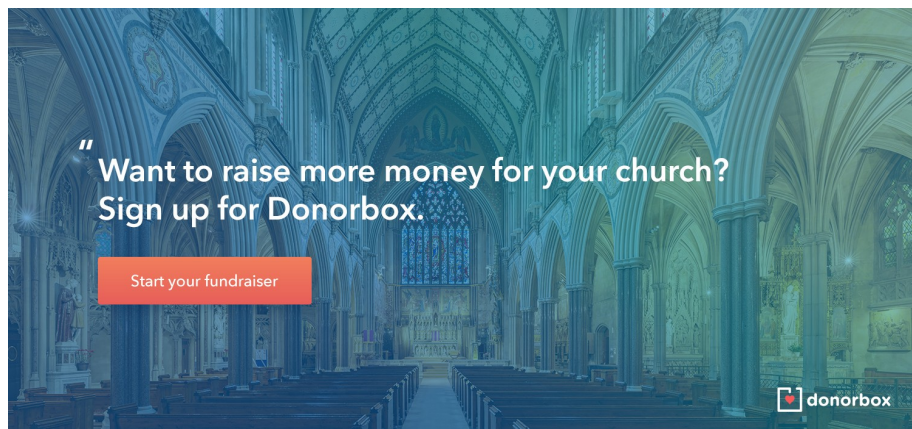 “
Want to raise more money for your church?
Sign up for Donorbox.
Start your fundraiser
donorbox